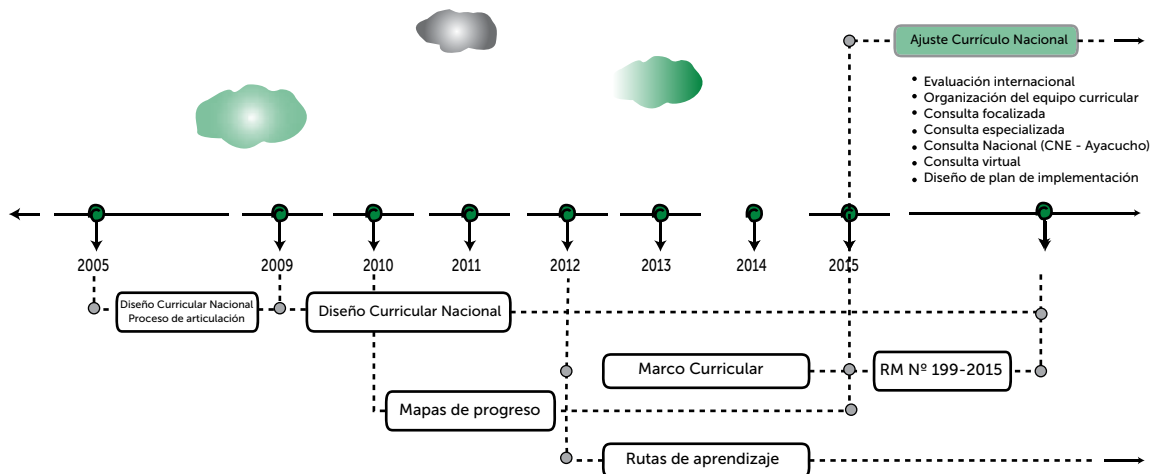 Ajuste Currículo Nacional
• Evaluación internacional
• Organización del equipo curricular
• Consulta focalizada
• Consulta especializada
• Consulta Nacional (CNE - Ayacucho)
• Consulta virtual
• Diseño de plan de implementación
2005
2009
2010
2011
2012
2013
2014
2015
Diseño Curricular Nacional
Proceso de articulación
Diseño Curricular Nacional
Marco Curricular
RM Nº 199-2015
Mapas de progreso
Rutas de aprendizaje